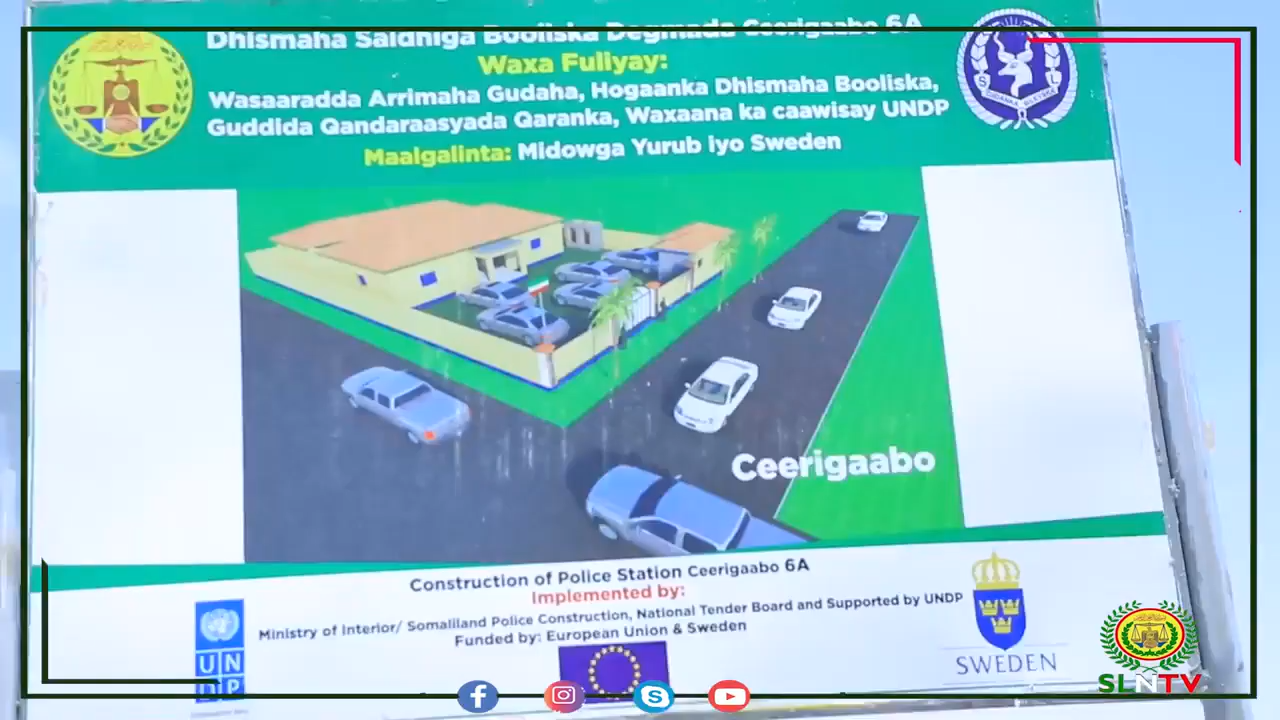 Dhismaha Saldhiga Booliska Degmada Ceerigaabo 6A
Waxa Fuliyay:
Wasaaradda Arrimaha Gudaha, Hogaanka Dhismaha Booliska,
Guddida Qandaraasyada Qaranka, Waxaana ka caawisay UNDP
Maalgalinta: Midowga Yurub iyo Sweden
S L
Ceerigaabo
Construction of Police Station Ceerigaabo 6A
Implemented by:
Ministry of Interior/ Somaliland Police Construction, National Tender Board and Supported by UNDP
Funded by: European Union & Sweden
UN
DP
SWEDEN
SLNTV